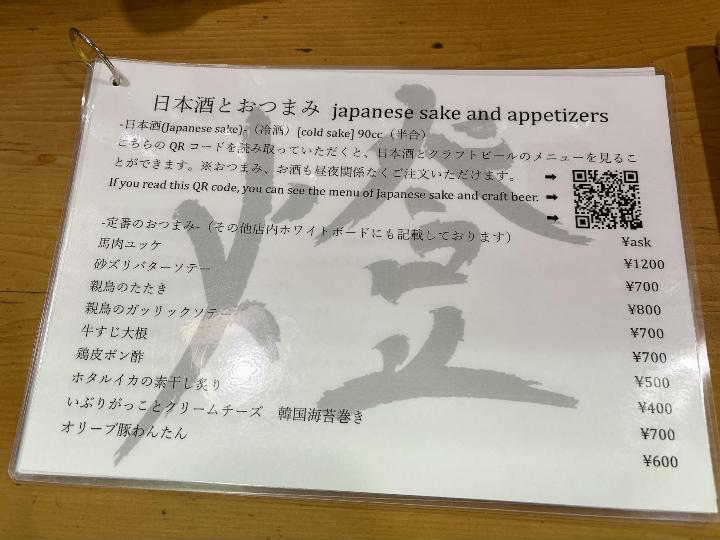 日本酒とおつまみ japanese sake and appetizers
-日本酒(Japanese sake)-（冷酒）[cold sake] 90cc（半合）
こちらの QR コードを読み取っていただくと、日本酒とクラフトビールのメニューを見るこ
とができます。※おつまみ、お酒も昼夜関係なくご注文いただけます。 ➡
If you read this QR code, you can see the menu of Japanese sake and craft beer. ➡
➡
-定番のおつまみ-（その他店内ホワイトボードにも記載しております） ¥ask
馬肉ユッケ ¥1200
砂ズリバターソテー ¥700
親鳥のたたき ¥800
親鳥のガッリックソテー ¥700
牛すじ大根 ¥700
鶏皮ポン酢 ¥500
ホタルイカの素干し炙り ¥400
いぶりがっことクリームチーズ 韓国海苔巻き ¥700
オリーブ豚わんたん ¥600
燈